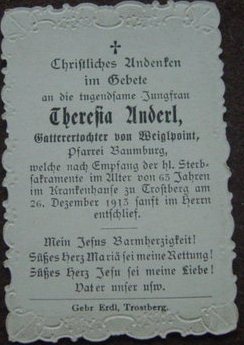 Christliches Andenken
im Gebete
an die tugendsame Jungfrau
Theresia Anderl,
Gatterertochter von Weiglpoint,
Pfarrei Baumburg,
welche nach Empfang der hl. Sterb-
sakramente im Alter von 65 Jahren
im Krankenhause zu Trostberg am
26. Dezember 1913 sanft im Herrn
entschlief.
Mein Jesus Barmherzigkeit!
Süßes Herz Mariä sei meine Rettung!
Süßes Herz Jesu sei meine Liebe!
Vater unser usw.
Gebr Erdl, Trostberg.